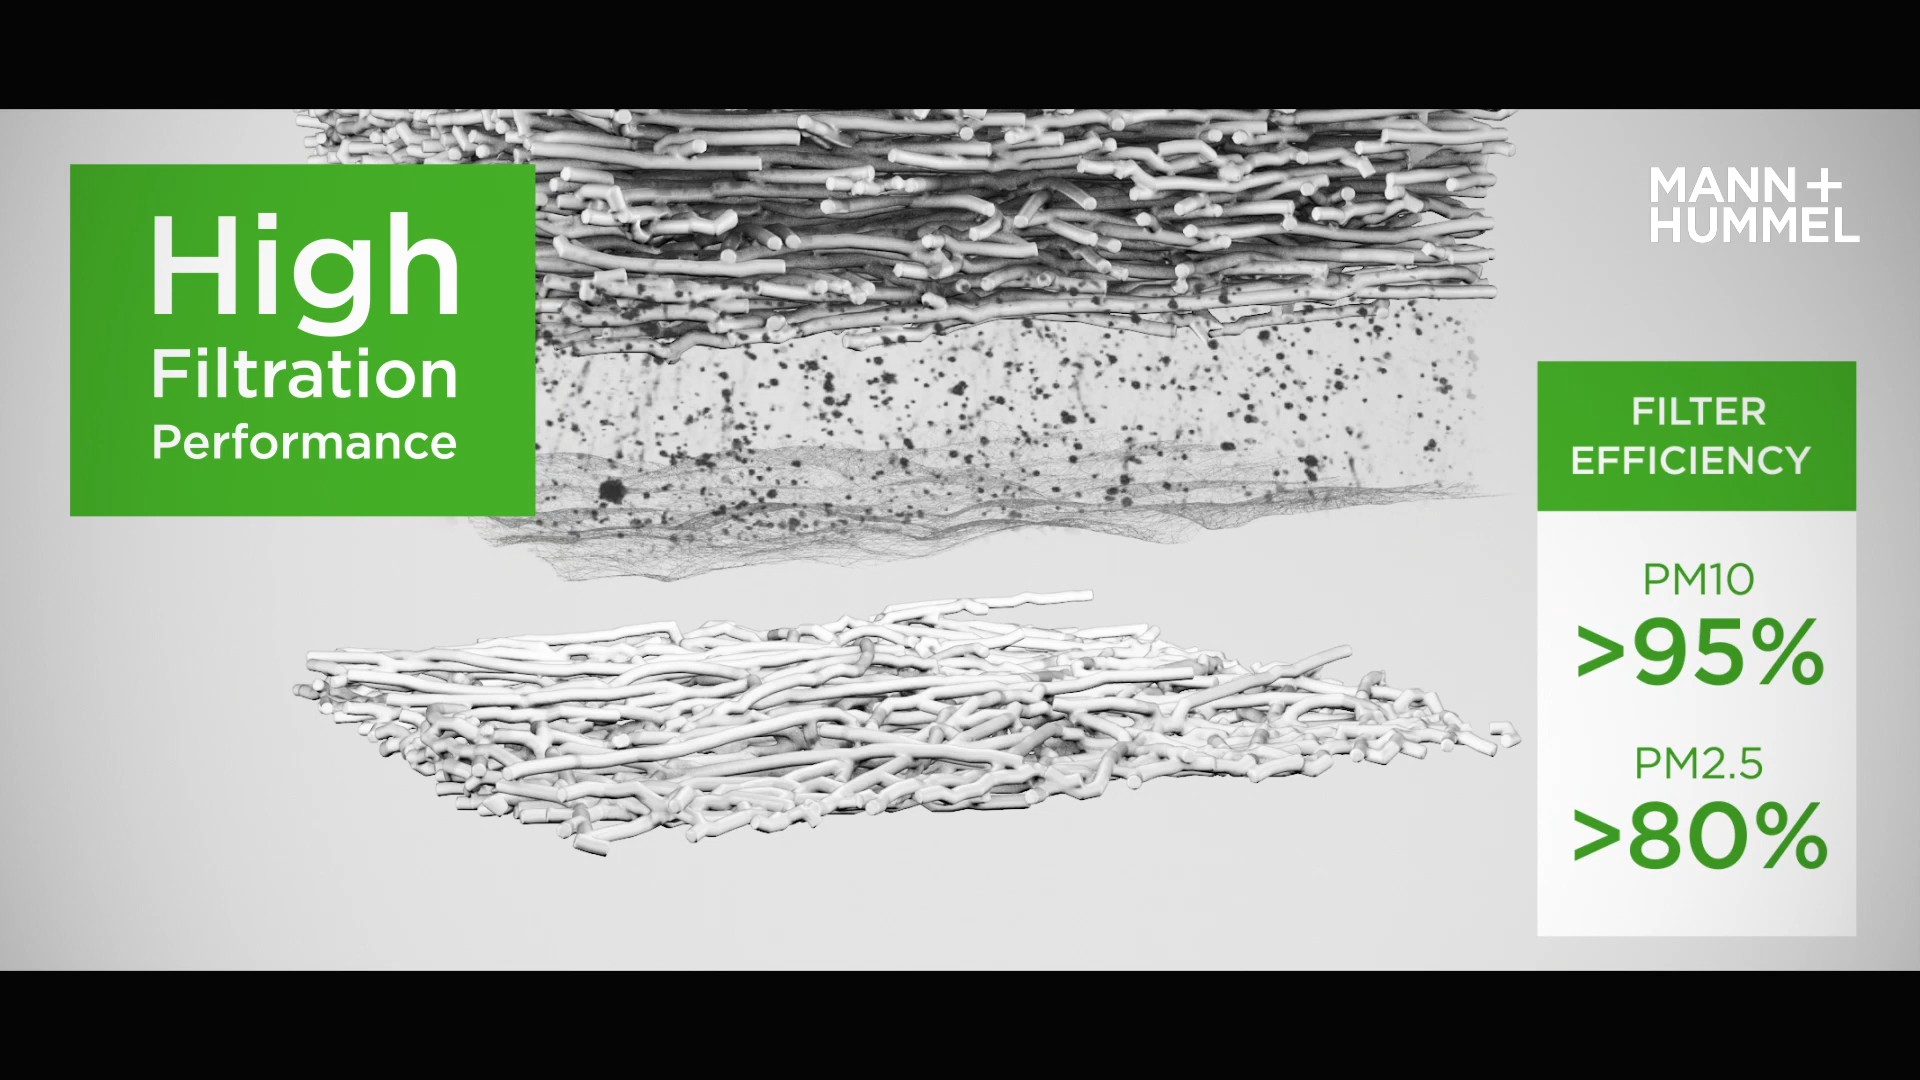 High
Filtration
Performance
MANN+
HUMMEL
FILTER
EFFICIENCY
PM10
>95%
PM2.5
>80%